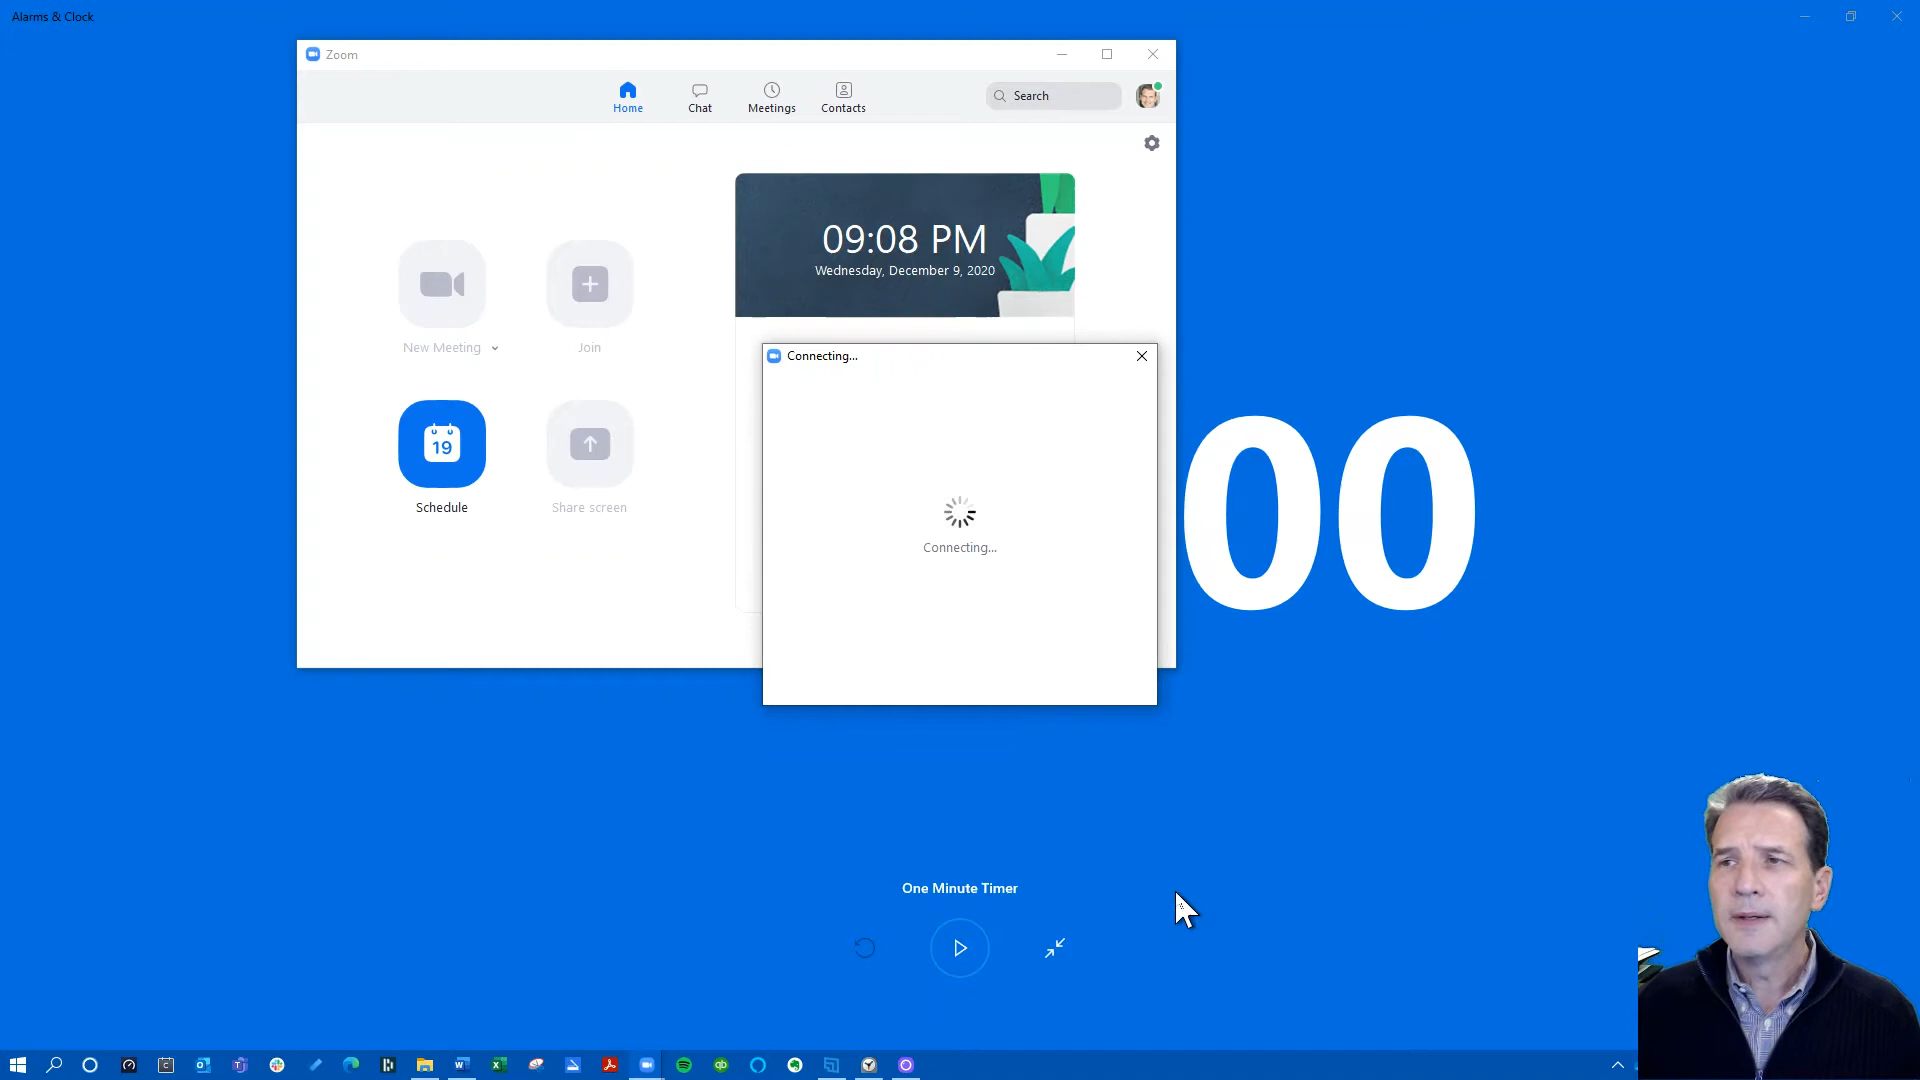 Alarms & Clock
Zoom
Home
Chat
Meetings
Contacts
Search
09:08 PM
Wednesday, December 9, 2020
New Meeting
Join
19
Schedule
Share screen
Connecting...
Connecting...
00
One Minute Timer